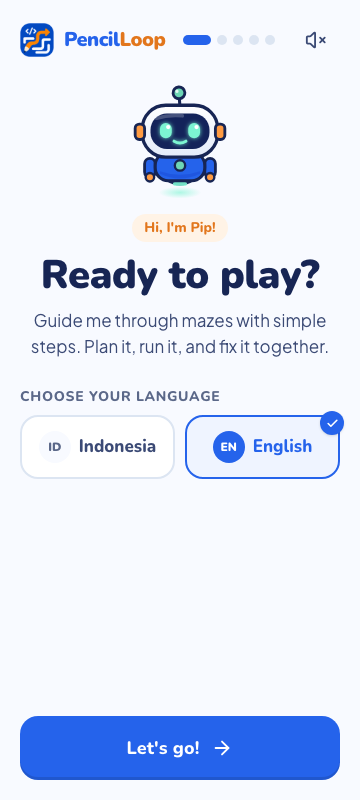 PencilLoop
Hi, I'm Pip!
Ready to play?
Guide me through mazes with simple
steps. Plan it, run it, and fix it together.
CHOOSE YOUR LANGUAGE
ID Indonesia
EN English
Let's go!